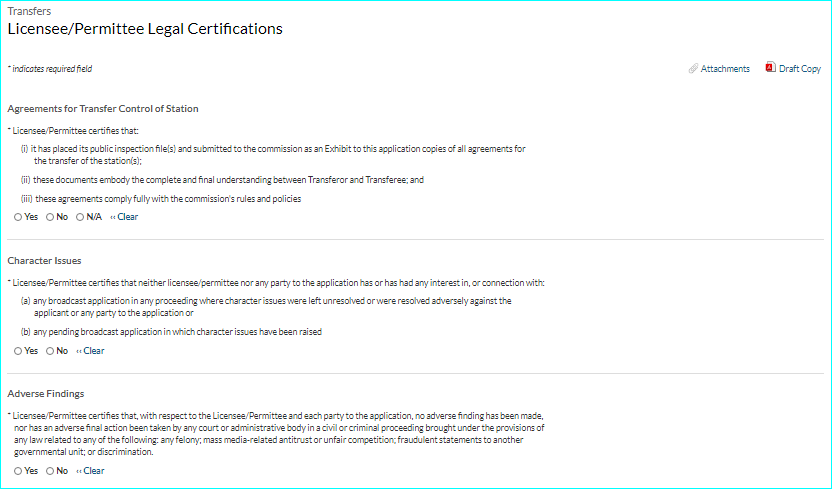 Transfers
Licensee/Permittee Legal Certifications
* indicates required field
Attachments
Draft Copy
Agreements for Transfer Control of Station
* Licensee/Permittee certifies that:
(i) it has placed its public inspection file(s) and submitted to the commission as an Exhibit to this application copies of all agreements for
the transfer of the station(s);
(ii) these documents embody the complete and final understanding between Transferor and Transferee; and
(iii) these agreements comply fully with the commission's rules and policies
Yes No N/A ‹‹ Clear
Character Issues
* Licensee/Permittee certifies that neither licensee/permittee nor any party to the application has or has had any interest in, or connection with:
(a) any broadcast application in any proceeding where character issues were left unresolved or were resolved adversely against the
applicant or any party to the application or
(b) any pending broadcast application in which character issues have been raised
Yes No ‹‹ Clear
Adverse Findings
* Licensee/Permittee certifies that, with respect to the Licensee/Permittee and each party to the application, no adverse finding has been made,
nor has an adverse final action been taken by any court or administrative body in a civil or criminal proceeding brought under the provisions of
any law related to any of the following: any felony; mass media-related antitrust or unfair competition; fraudulent statements to another
governmental unit; or discrimination.
Yes No ‹‹ Clear